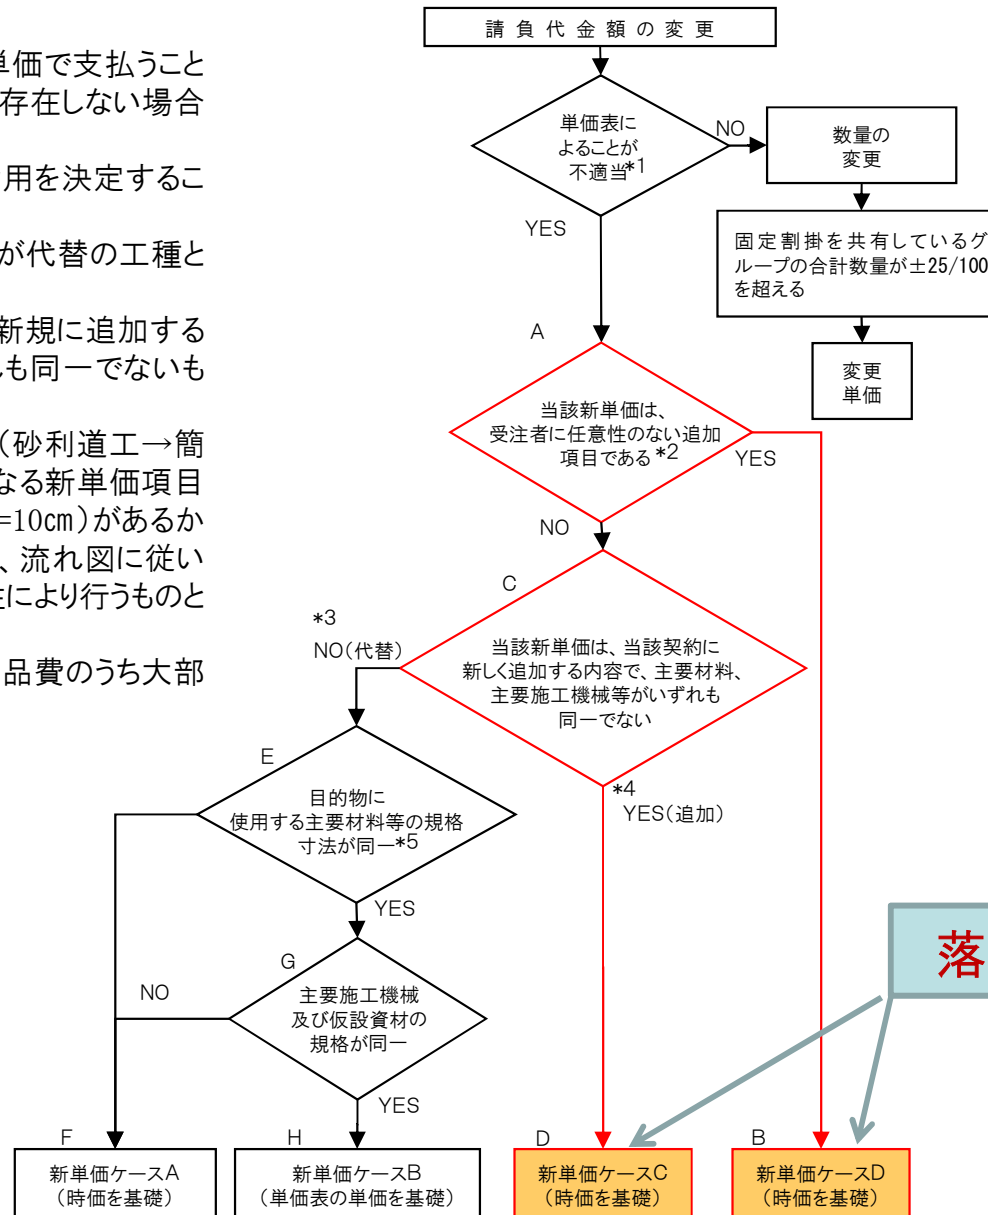 単価で支払うこと
存在しない場合
用を決定するこ
が代替の工種と
新規に追加する
も同一でないも
（砂利道工→簡
なる新単価項目
=10㎝）があるか
、流れ図に従い
により行うものと
品費のうち大部
請負代金額の変更
単価表に
よることが
不適当*1
NO
数量の
変更
YES
固定割掛を共有しているグ
ループの合計数量が±25/100
を超える
変更
単価
A
当該新単価は、
受注者に任意性のない追加
項目である*2
YES
NO
C
*3
NO（代替）
当該新単価は、当該契約に
新しく追加する内容で、主要材料、
主要施工機械等がいずれも
同一でない
*4
YES（追加）
E
目的物に
使用する主要材料等の規格
寸法が同一*5
YES
G
NO
主要施工機械
及び仮設資材の
規格が同一
YES
落
F
新単価ケースA
（時価を基礎）
H
新単価ケースB
（単価表の単価を基礎）
D
新単価ケースC
（時価を基礎）
B
新単価ケースD
（時価を基礎）